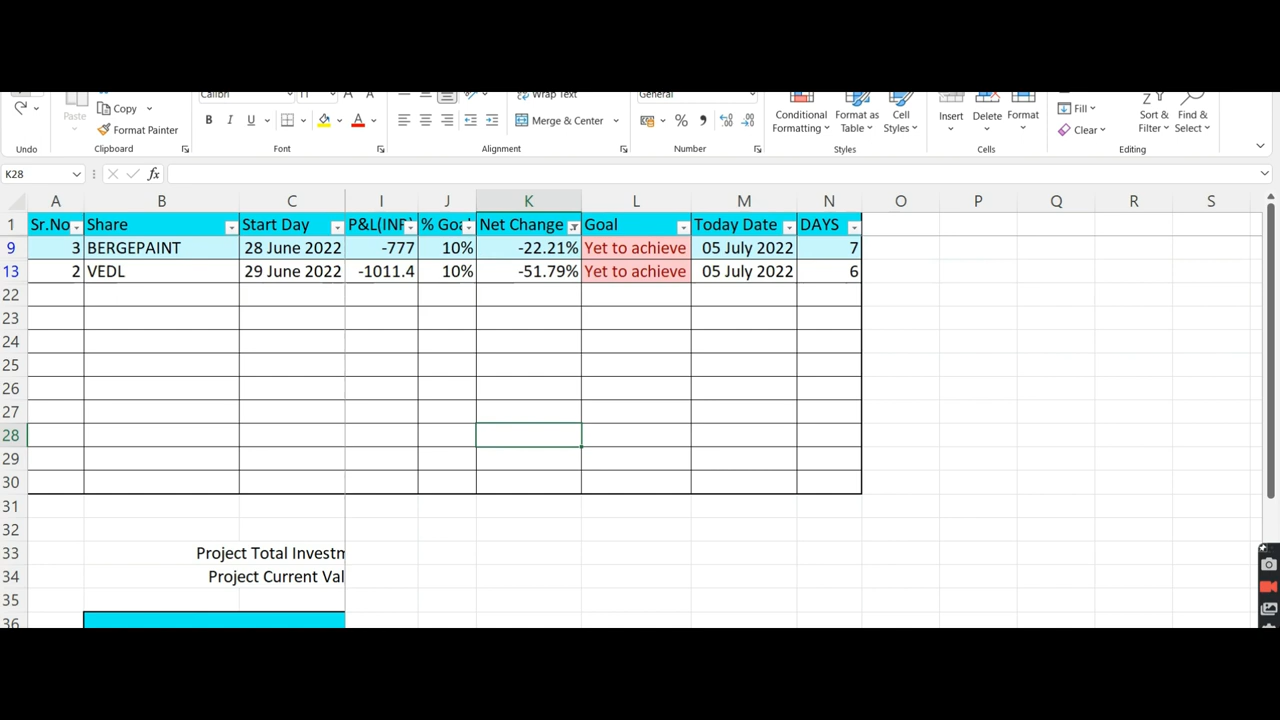 Calibri 11 A A Wrap Text General
Paste Copy Format Painter B I U A Merge & Center % Conditional Formatting Format as Table Cell Styles Insert Delete Format Fill Clear Sort & Filter Find & Select
Undo Clipboard Font Alignment Number Styles Cells Editing
K28 fx
A B C I J K L M N O P Q R S
1 Sr.No Share Start Day P&L(INR) % Goa Net Change Goal Today Date DAYS
9 3 BERGEPAINT 28 June 2022 -777 10% -22.21% Yet to achieve 05 July 2022 7
13 2 VEDL 29 June 2022 -1011.4 10% -51.79% Yet to achieve 05 July 2022 6
22
23
24
25
26
27
28
29
30
31
32
33 Project Total Investm
34 Project Current Val
35
36